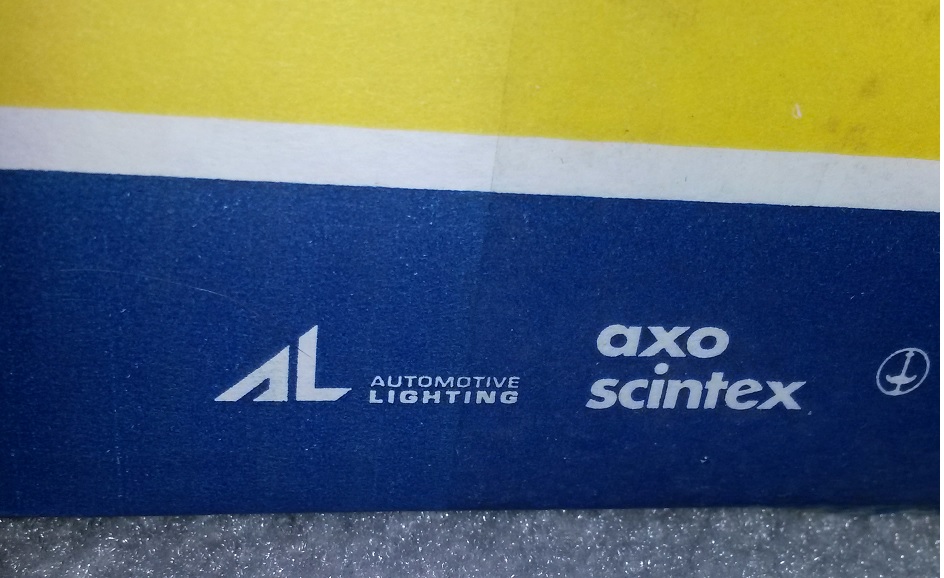 AL
AUTOMOTIVE
LIGHTING
axo
scintex